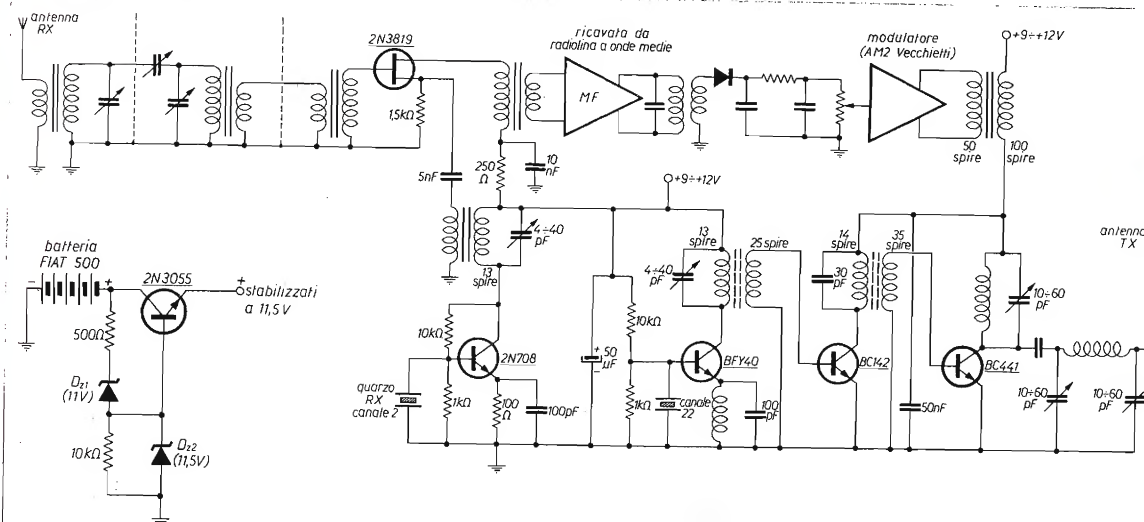 antenna
RX
2N3819
1,5kΩ
ricavata da
radiolina a onde medie
MF
modulatore
(AM2 Vecchietti)
+9÷+12V
50
spire
100
spire
5nF
250
Ω
10
nF
+9÷+12V
4÷40
pF
13
spire
13
spire
25 spire
4÷40
pF
14
spire
35
spire
30
pF
antenna
TX
10÷60
pF
batteria
FIAT 500
-
+
2N3055
+
stabilizzati
a 11,5V
500Ω
Dz1
(11V)
10kΩ
Dz2
(11,5V)
10kΩ
2N708
quarzo
RX
canale 2
1kΩ
100
Ω
100pF
+
50
μF
-
10kΩ
1kΩ
BFY40
canale
22
100
pF
BC142
50nF
BC441
10÷60
pF
10÷60
pF